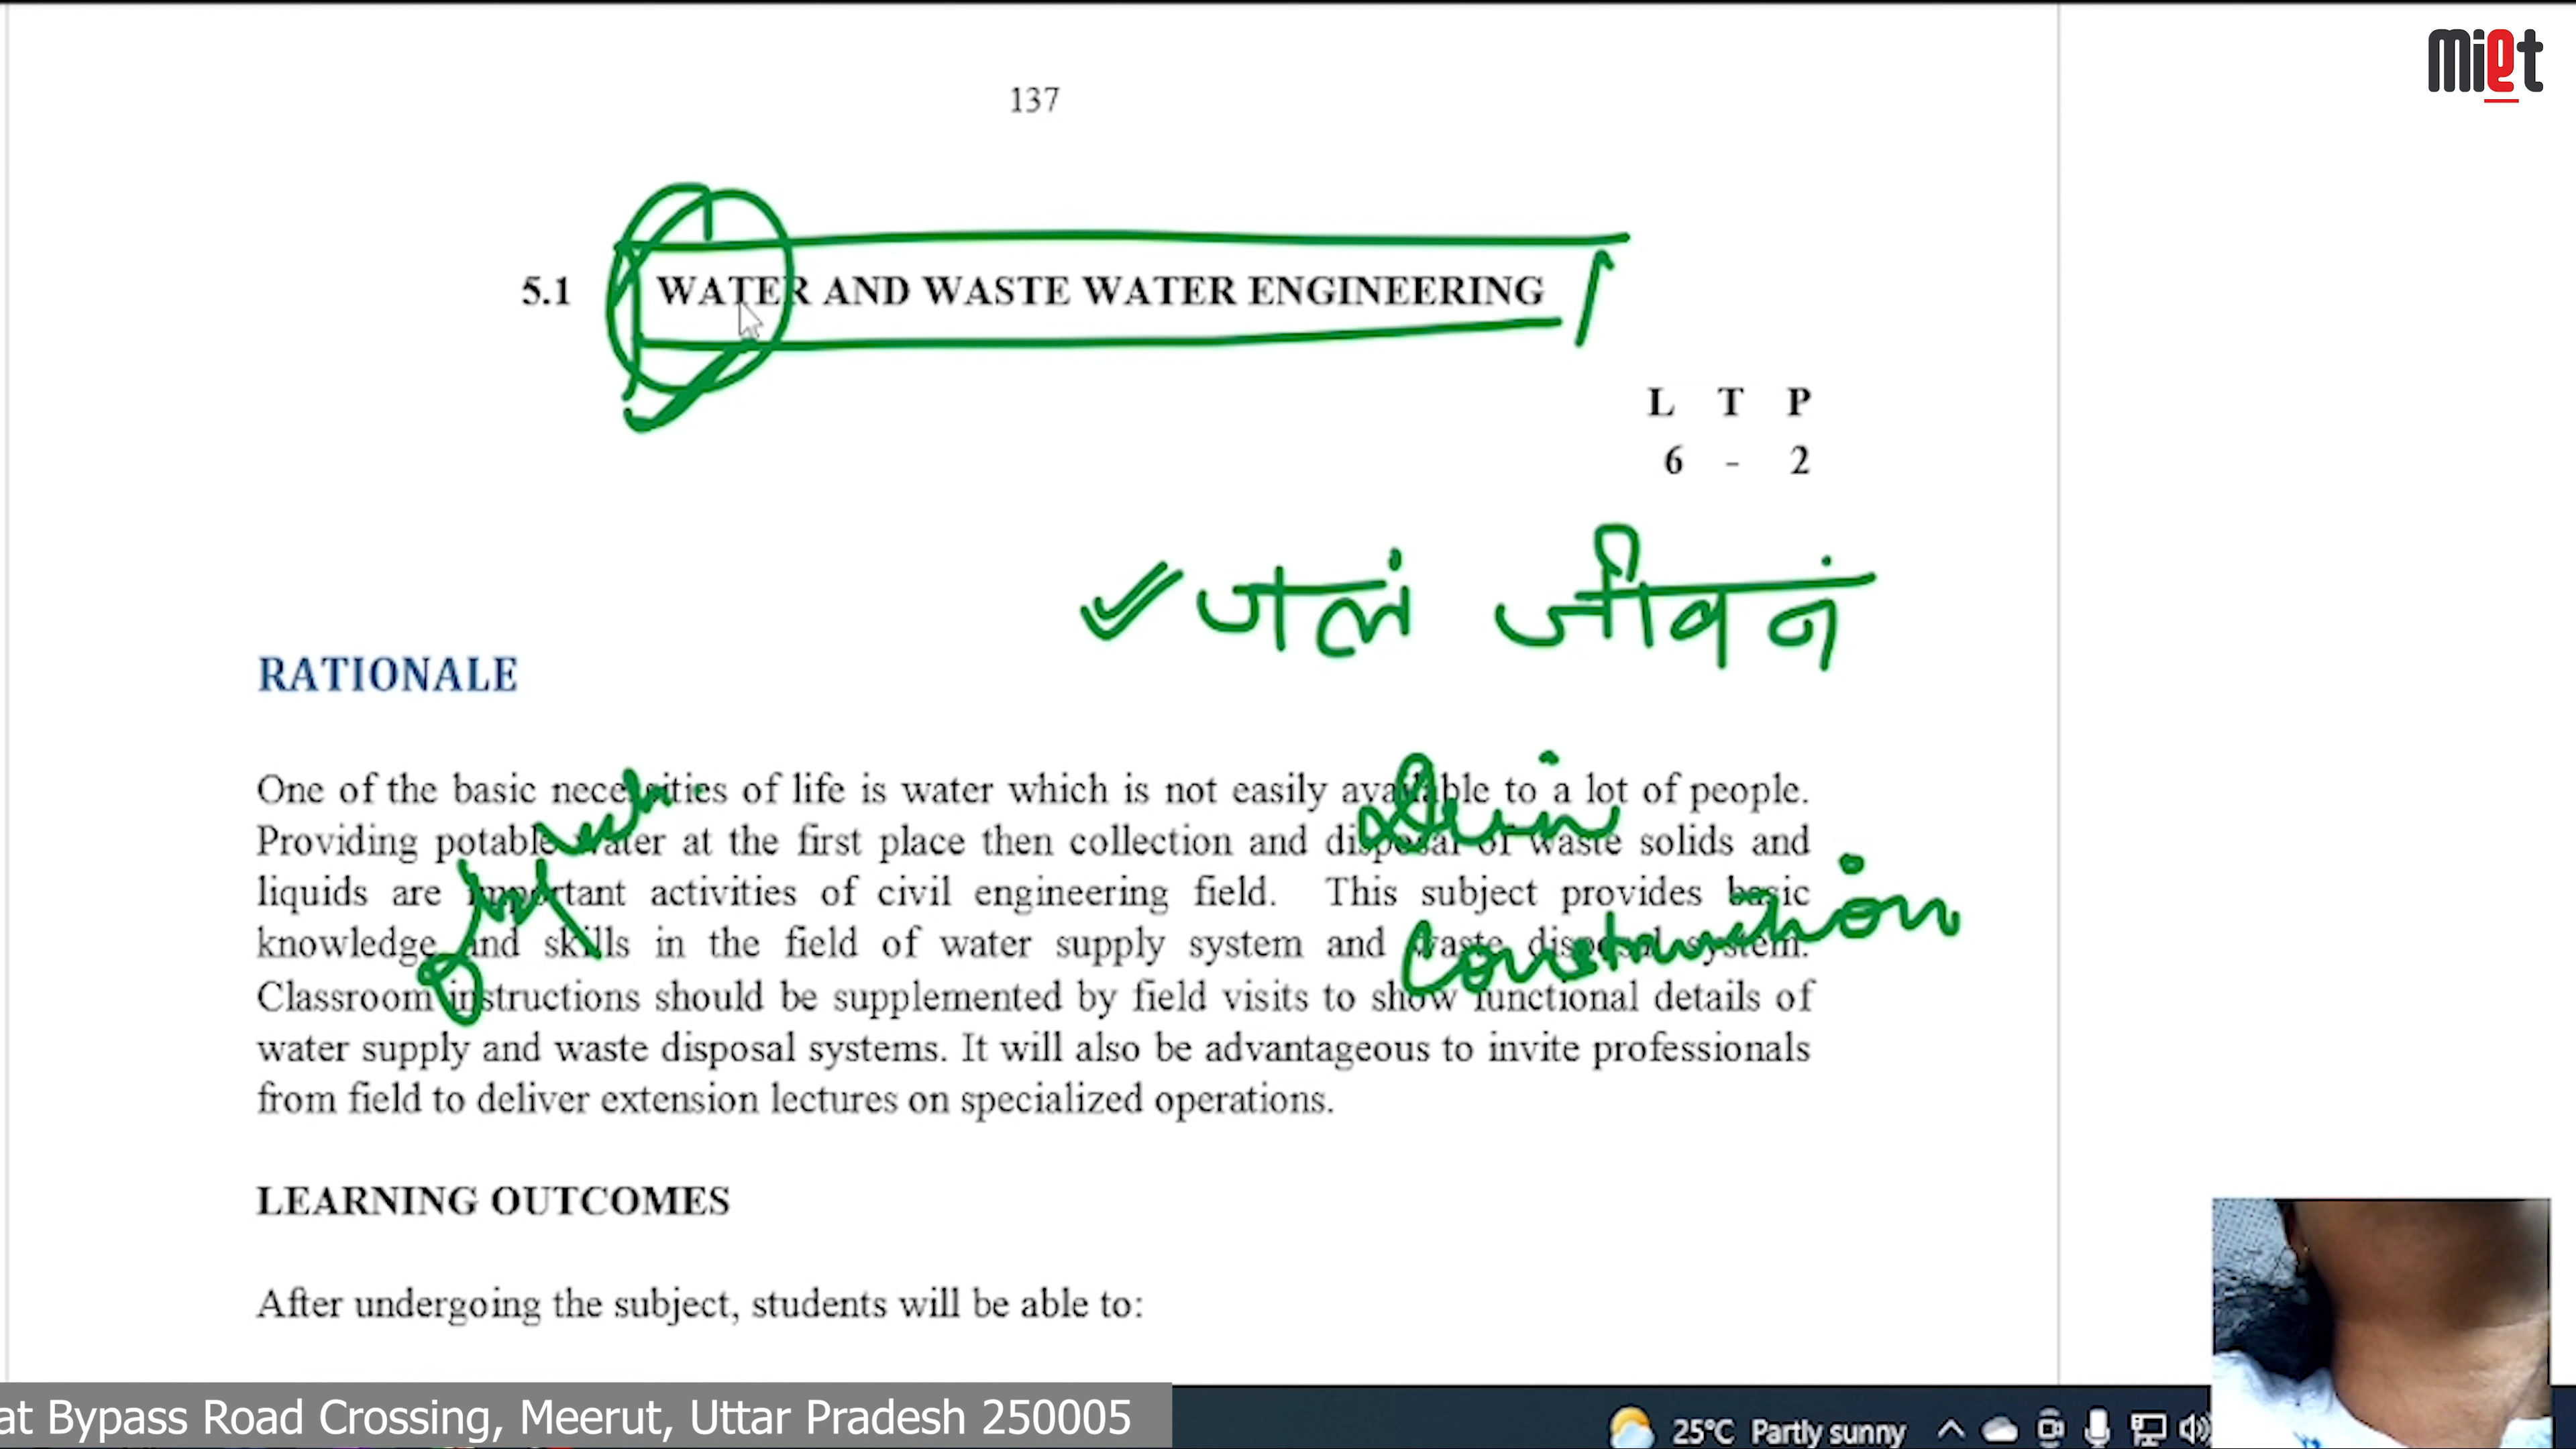 miet
137
5.1 WATER AND WASTE WATER ENGINEERING
L T P
6 - 2
जलं जीवनं
RATIONALE
One of the basic necessities of life is water which is not easily available to a lot of people.
Providing potable water at the first place then collection and disposal of waste solids and
liquids are important activities of civil engineering field. This subject provides basic
knowledge and skills in the field of water supply system and waste disposal system.
Construction
Classroom instructions should be supplemented by field visits to show functional details of
water supply and waste disposal systems. It will also be advantageous to invite professionals
from field to deliver extension lectures on specialized operations.
LEARNING OUTCOMES
After undergoing the subject, students will be able to:
at Bypass Road Crossing, Meerut, Uttar Pradesh 250005
25°C Partly sunny